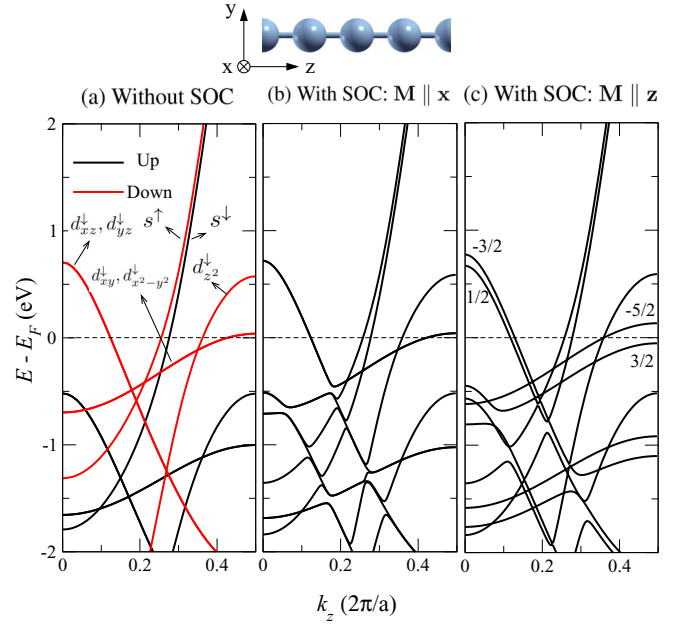 y
x
z
(a) Without SOC
(b) With SOC: M ∥ x
(c) With SOC: M ∥ z
2
1
0
-1
-2
E - E_F (eV)
Up
Down
d↓xz, d↓yz
s↑
s↓
d↓xy, d↓x²−y²
d↓z²
-3/2
1/2
-5/2
3/2
0 0.2 0.4 0 0.2 0.4 0 0.2 0.4
k_z (2π/a)